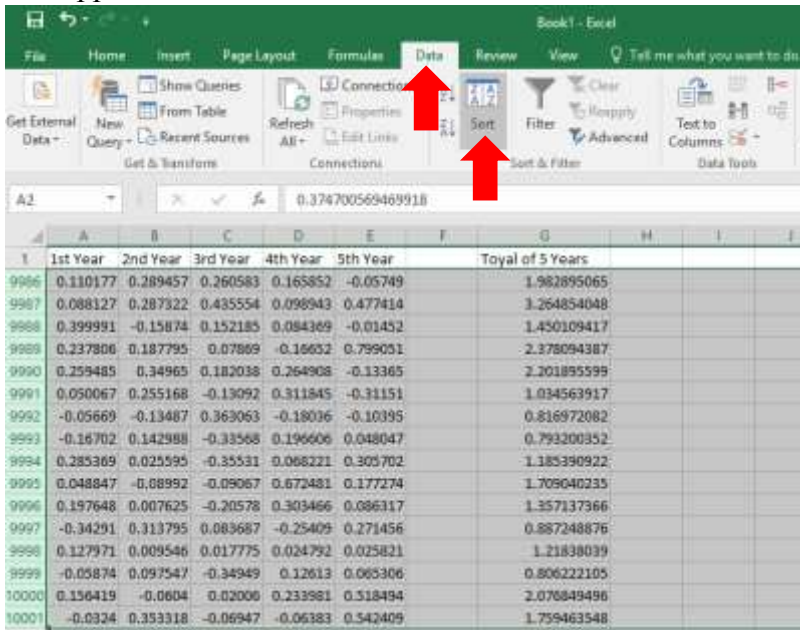 Book1 - Excel
File Home Insert Page Layout Formulas Data Review View Tell me what you want to do
Get External Data
New Query
Show Queries
From Table
Recent Sources
Refresh All
Connections
Properties
Edit Links
Sort
Filter
Clear
Reapply
Advanced
Text to Columns
Get & Transform Connections Sort & Filter Data Tools
A2 fx 0.374700569469918
A B C D E F G H I J
1 1st Year 2nd Year 3rd Year 4th Year 5th Year Toyal of 5 Years
9986 0.110177 0.289457 0.260583 0.165852 -0.05749 1.982895065
9987 0.088127 0.287322 0.435554 0.098943 0.477414 3.264854048
9988 0.399991 -0.15874 0.152185 0.084369 -0.01452 1.450109417
9989 0.237806 0.187795 0.07869 -0.16652 0.799051 2.378094387
9990 0.259485 0.34965 0.182038 0.264908 -0.13365 2.201895599
9991 0.050067 0.255168 -0.13092 0.311845 -0.31151 1.034563917
9992 -0.05669 -0.13487 0.363063 -0.18036 -0.10395 0.816972082
9993 -0.16702 0.142988 -0.33568 0.196606 0.048047 0.793200352
9994 0.285369 0.025595 -0.35531 0.068221 0.305702 1.185390922
9995 0.048847 -0.08992 -0.09067 0.672481 0.177274 1.709040235
9996 0.197648 0.007625 -0.20578 0.303466 0.086317 1.357137366
9997 -0.34291 0.313795 0.083687 -0.25409 0.271456 0.887248876
9998 0.127971 0.009546 0.017775 0.024792 0.025821 1.21838039
9999 -0.05874 0.097547 -0.34949 0.12613 0.065306 0.806222105
10000 0.156419 -0.0604 0.02006 0.233981 0.518494 2.076849496
10001 -0.0324 0.353318 -0.06947 -0.06383 0.542409 1.759463548